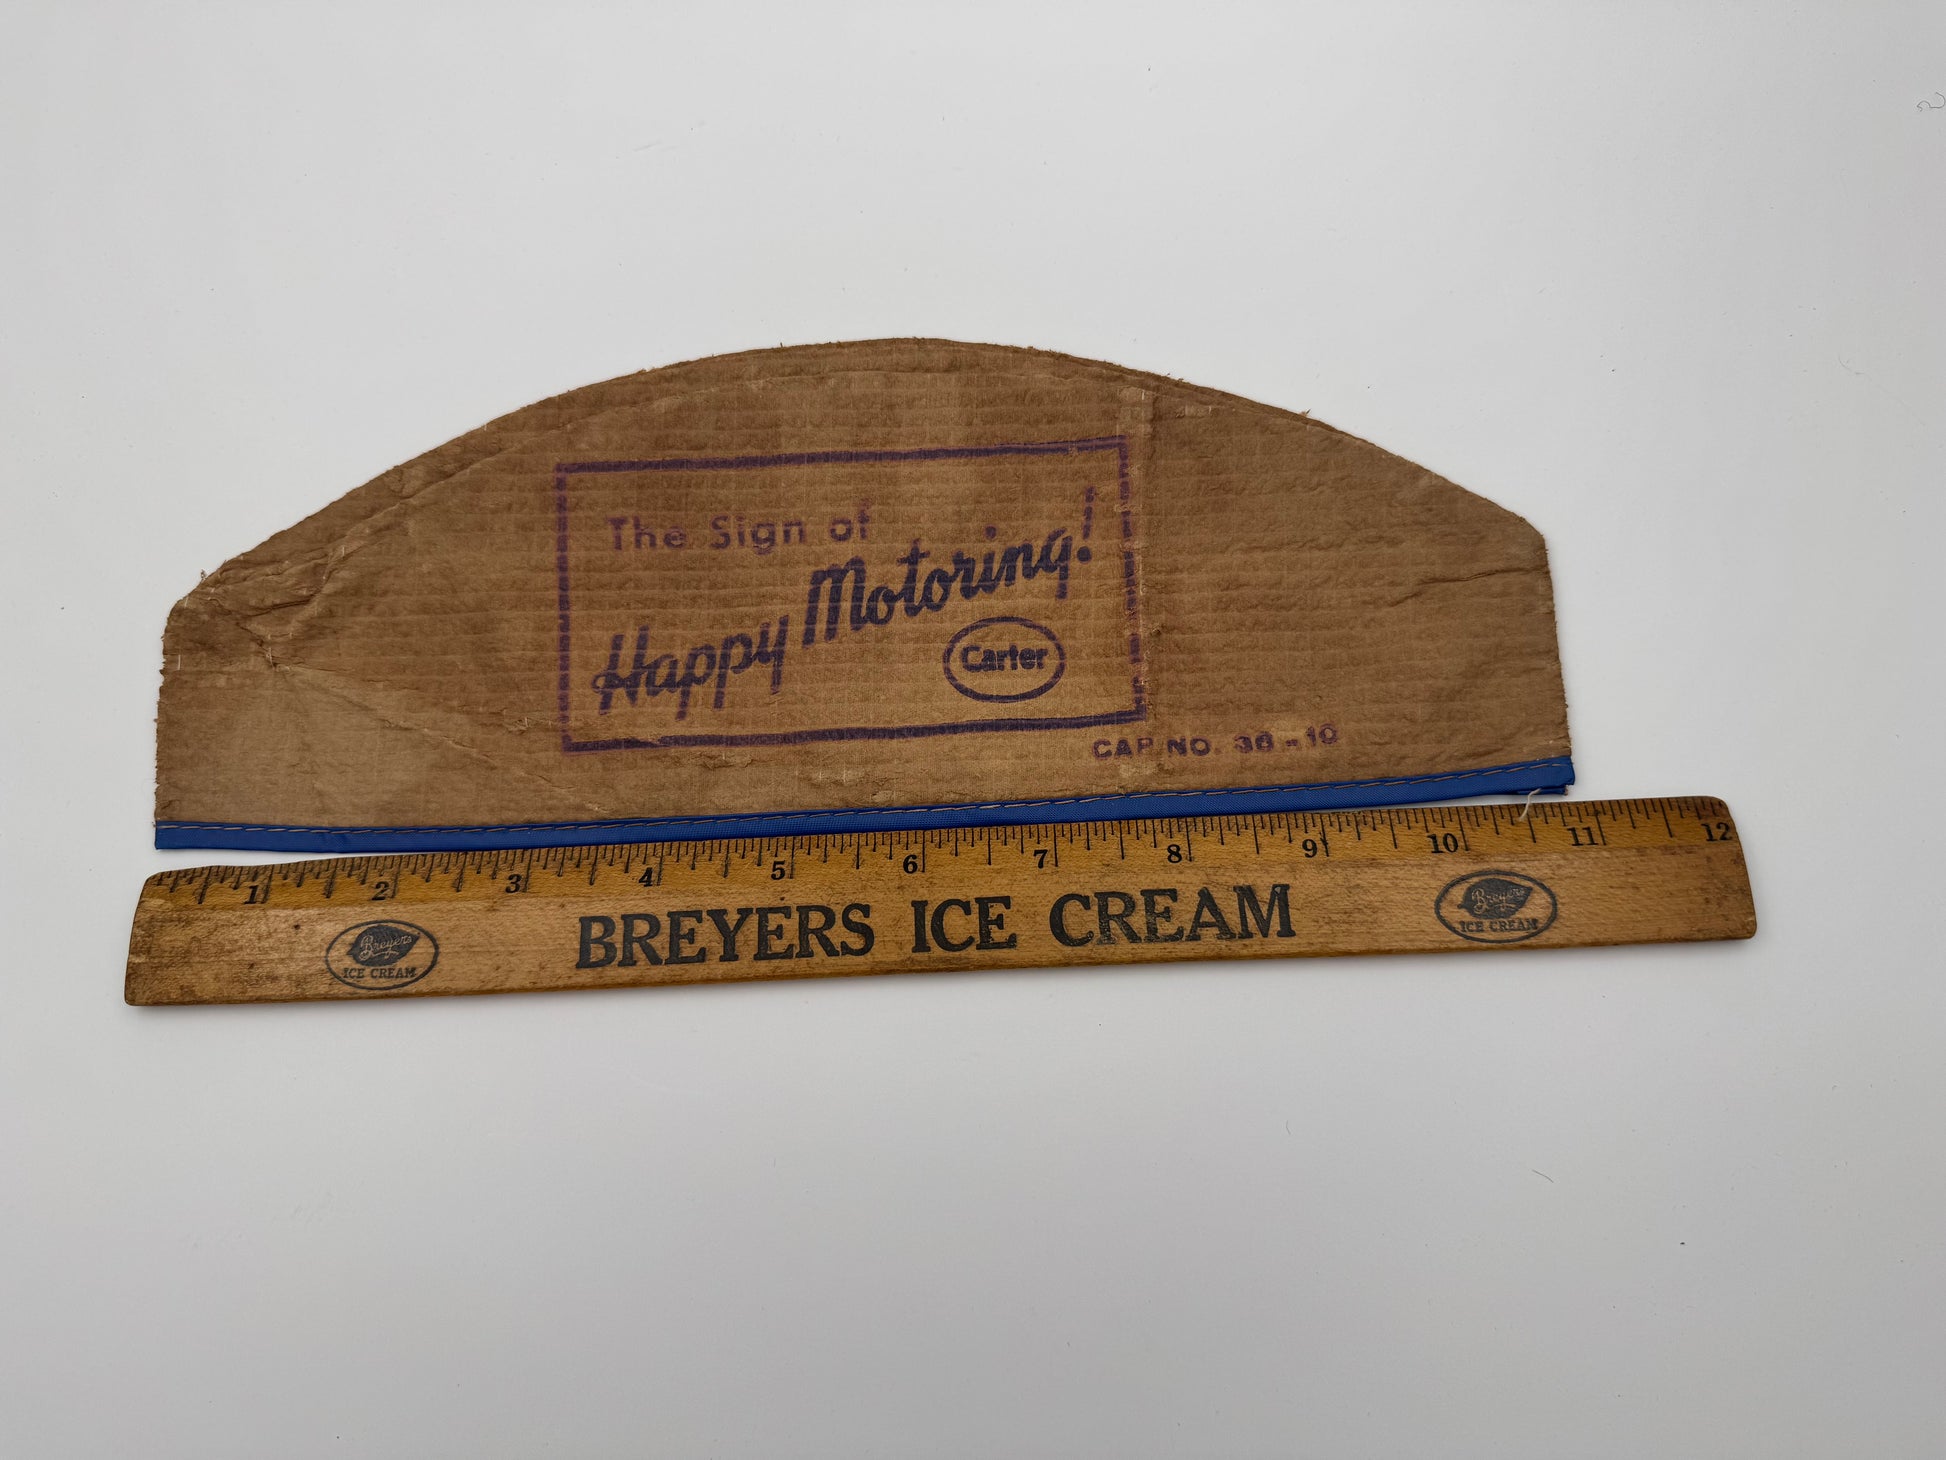 The Sign of
Happy Motoring!
Carter
CAP NO. 36-10
1 2 3 4 5 6 7 8 9 10 11 12
Breyers
ICE CREAM
BREYERS ICE CREAM
Breyers
ICE CREAM